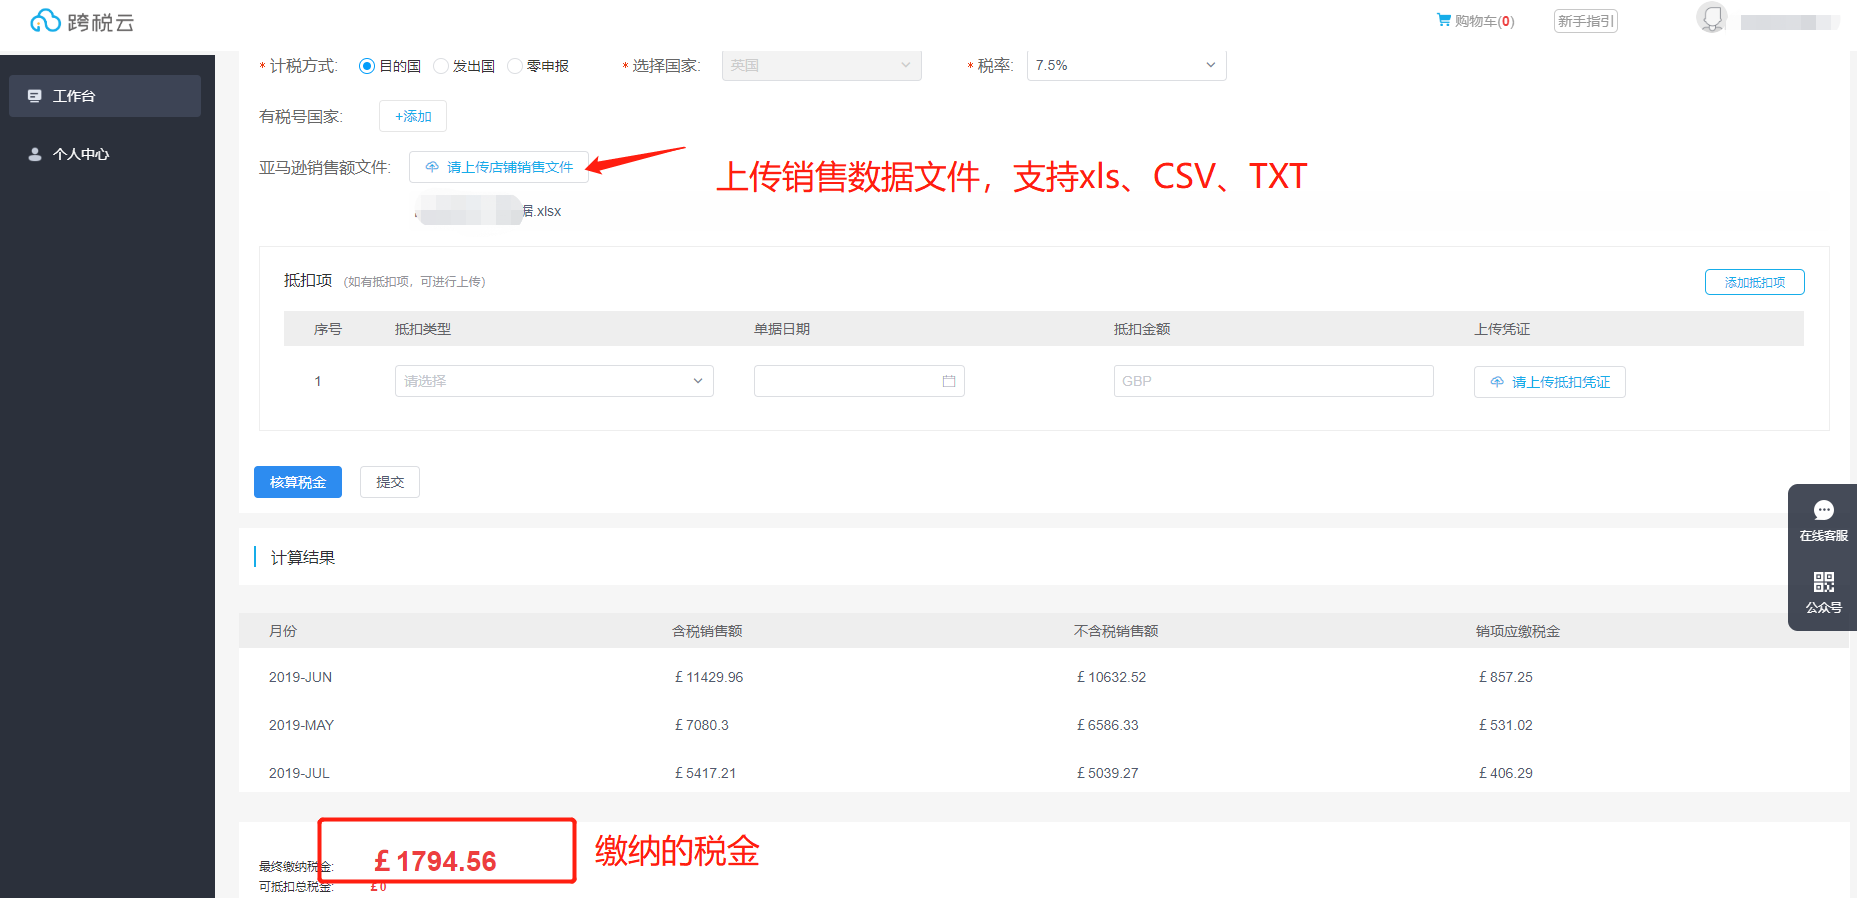 跨税云
购物车(0)
新手指引
工作台
个人中心
* 计税方式: 目的国 发出国 零申报 * 选择国家: 英国 * 税率: 7.5%
有税号国家: +添加
亚马逊销售额文件: 请上传店铺销售文件
上传销售数据文件，支持xls、CSV、TXT
据.xlsx
抵扣项 (如有抵扣项，可进行上传)
添加抵扣项
序号 抵扣类型 单据日期 抵扣金额 上传凭证
1 请选择 GBP 请上传抵扣凭证
核算税金 提交
在线客服
公众号
计算结果
月份 含税销售额 不含税销售额 销项应缴税金
2019-JUN £11429.96 £10632.52 £857.25
2019-MAY £7080.3 £6586.33 £531.02
2019-JUL £5417.21 £5039.27 £406.29
最终缴纳税金: £1794.56
缴纳的税金
可抵扣总税金: £0